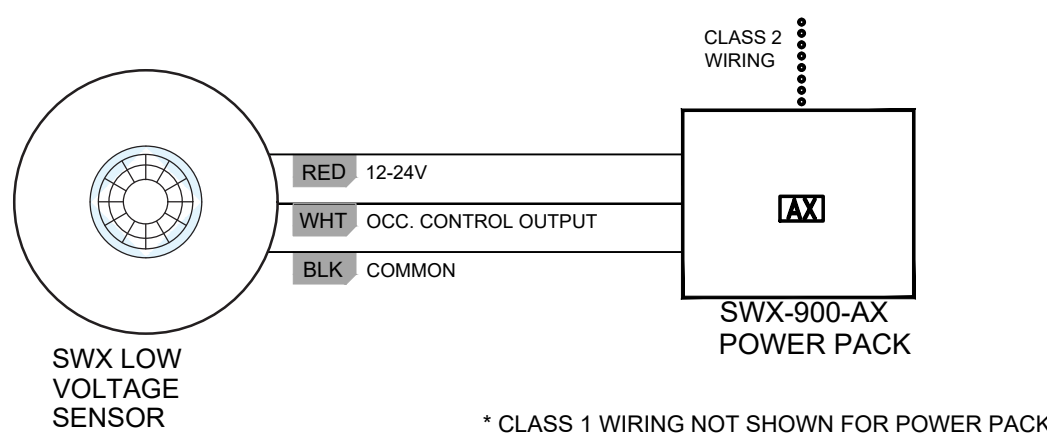 CLASS 2
WIRING
RED 12-24V
WHT OCC. CONTROL OUTPUT
BLK COMMON
AX
SWX-900-AX
POWER PACK
SWX LOW
VOLTAGE
SENSOR
* CLASS 1 WIRING NOT SHOWN FOR POWER PACK